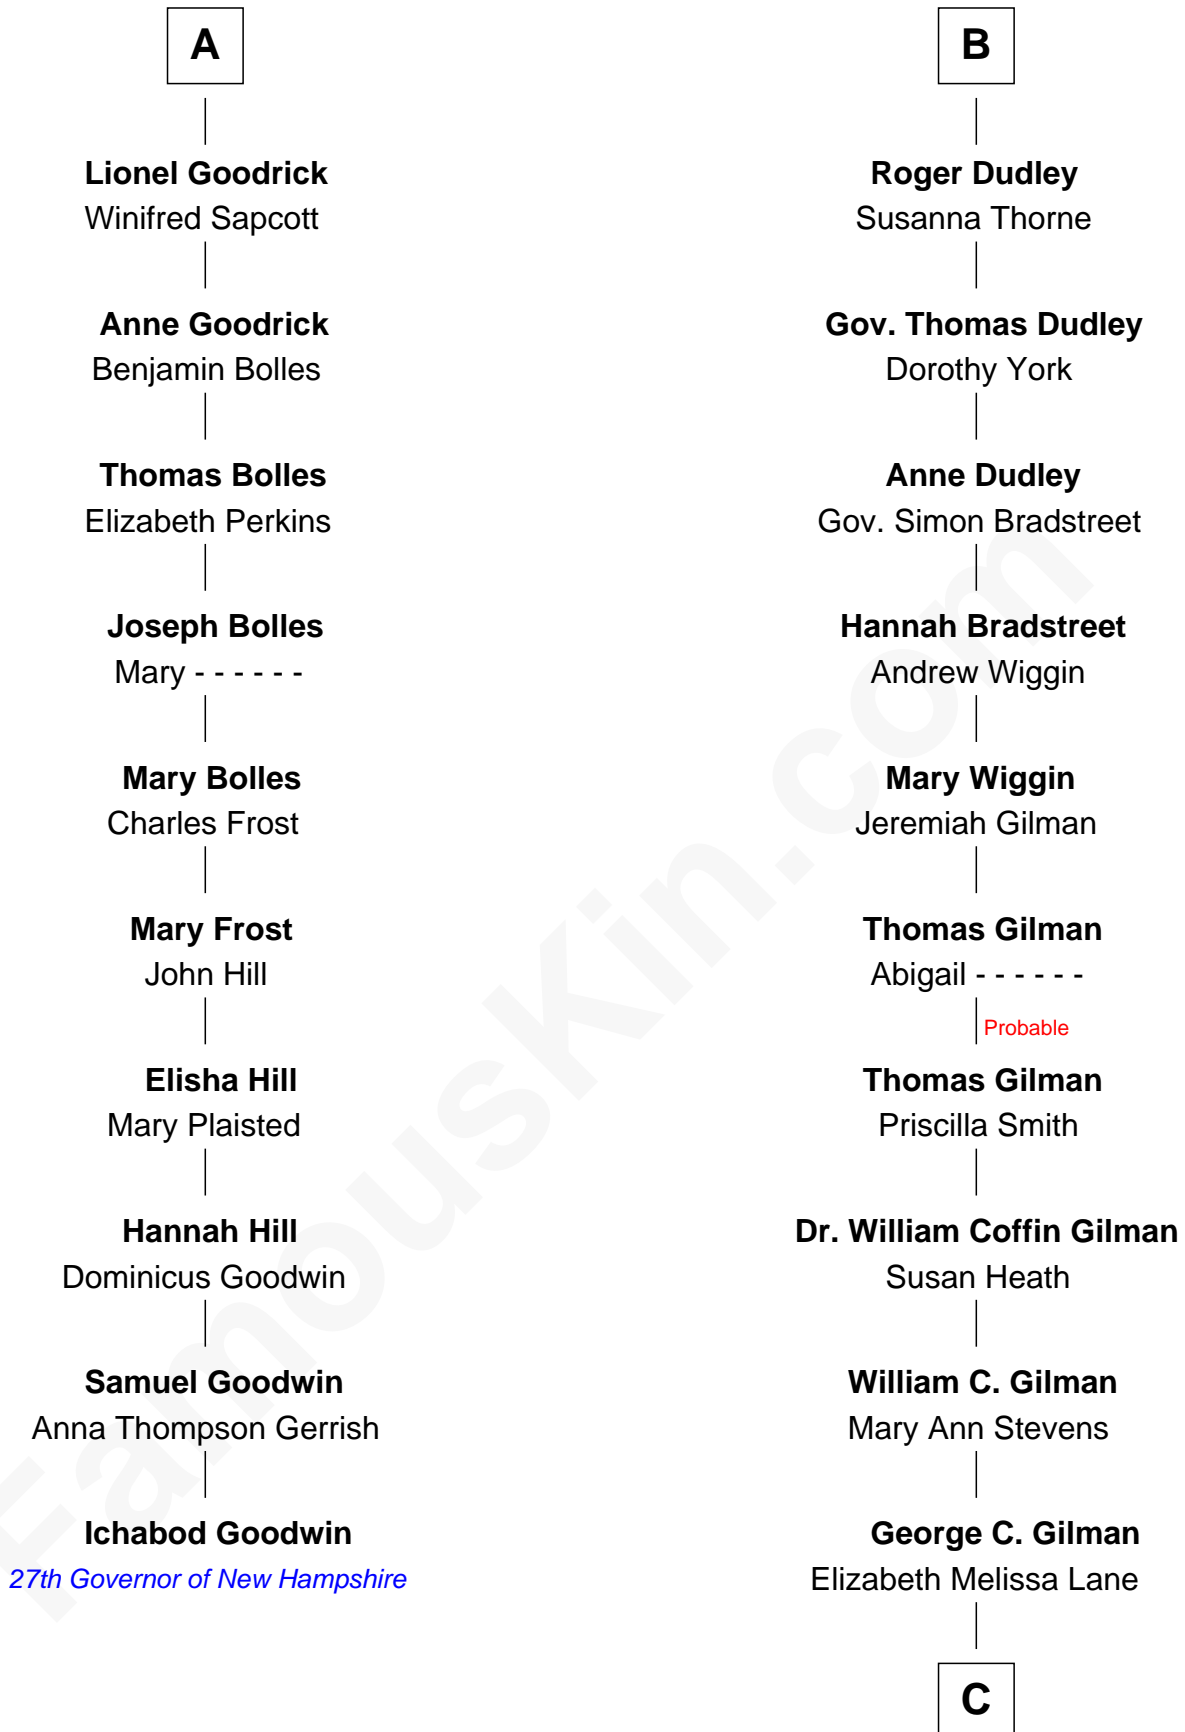 A
Lionel Goodrick
Winifred Sapcott
Anne Goodrick
Benjamin Bolles
Thomas Bolles
Elizabeth Perkins
Joseph Bolles
Mary - - - - - -
Mary Bolles
Charles Frost
Mary Frost
John Hill
Elisha Hill
Mary Plaisted
Hannah Hill
Dominicus Goodwin
Samuel Goodwin
Anna Thompson Gerrish
Ichabod Goodwin
27th Governor of New Hampshire
B
Roger Dudley
Susanna Thorne
Gov. Thomas Dudley
Dorothy York
Anne Dudley
Gov. Simon Bradstreet
Hannah Bradstreet
Andrew Wiggin
Mary Wiggin
Jeremiah Gilman
Thomas Gilman
Abigail - - - - - -
Probable
Thomas Gilman
Priscilla Smith
Dr. William Coffin Gilman
Susan Heath
William C. Gilman
Mary Ann Stevens
George C. Gilman
Elizabeth Melissa Lane
C
FamousKin.com